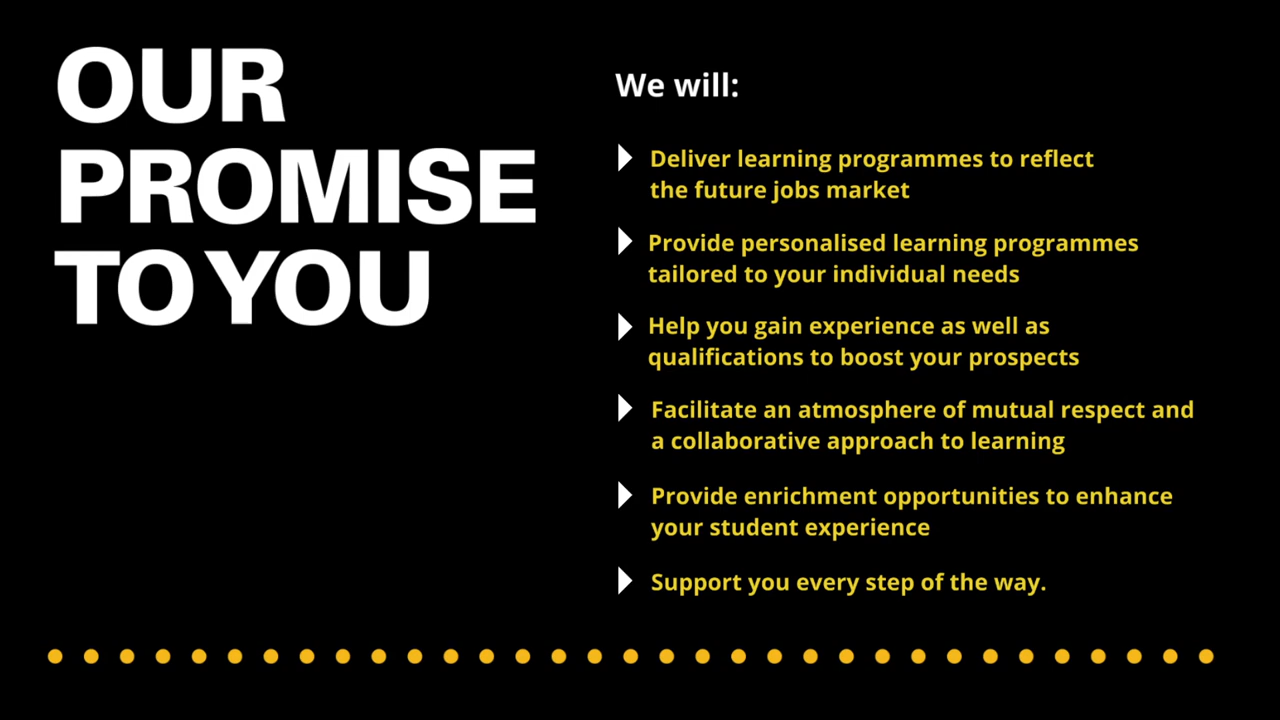 OUR
PROMISE
TO YOU
We will:
Deliver learning programmes to reflect
the future jobs market
Provide personalised learning programmes
tailored to your individual needs
Help you gain experience as well as
qualifications to boost your prospects
Facilitate an atmosphere of mutual respect and
a collaborative approach to learning
Provide enrichment opportunities to enhance
your student experience
Support you every step of the way.